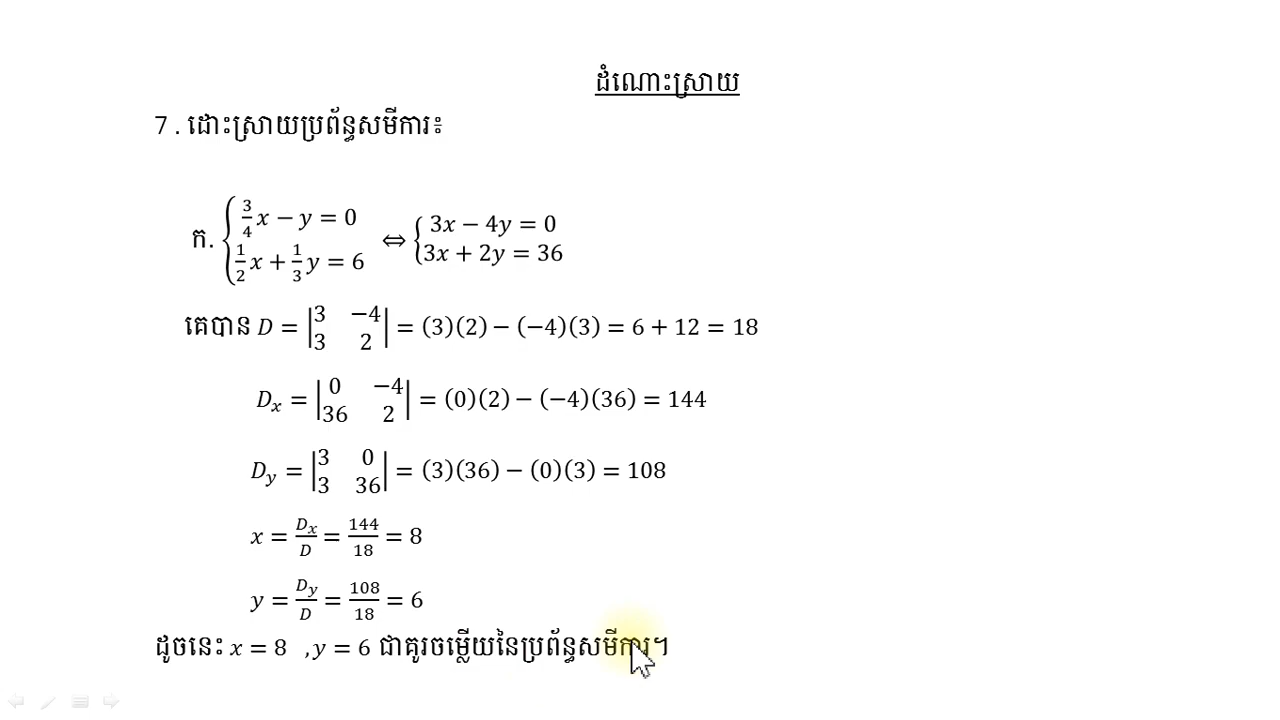 ដំណោះស្រាយ
7 . ដោះស្រាយប្រព័ន្ធសមីការ៖
ក. {3/4 x − y = 0 ; 1/2 x + 1/3 y = 6 ⇔ {3x − 4y = 0 ; 3x + 2y = 36
គេបាន D = |3 −4 ; 3 2| = (3)(2) − (−4)(3) = 6 + 12 = 18
Dx = |0 −4 ; 36 2| = (0)(2) − (−4)(36) = 144
Dy = |3 0 ; 3 36| = (3)(36) − (0)(3) = 108
x = Dx/D = 144/18 = 8
y = Dy/D = 108/18 = 6
ដូចនេះ x = 8 , y = 6 ជាគូរចម្លើយនៃប្រព័ន្ធសមីការ។